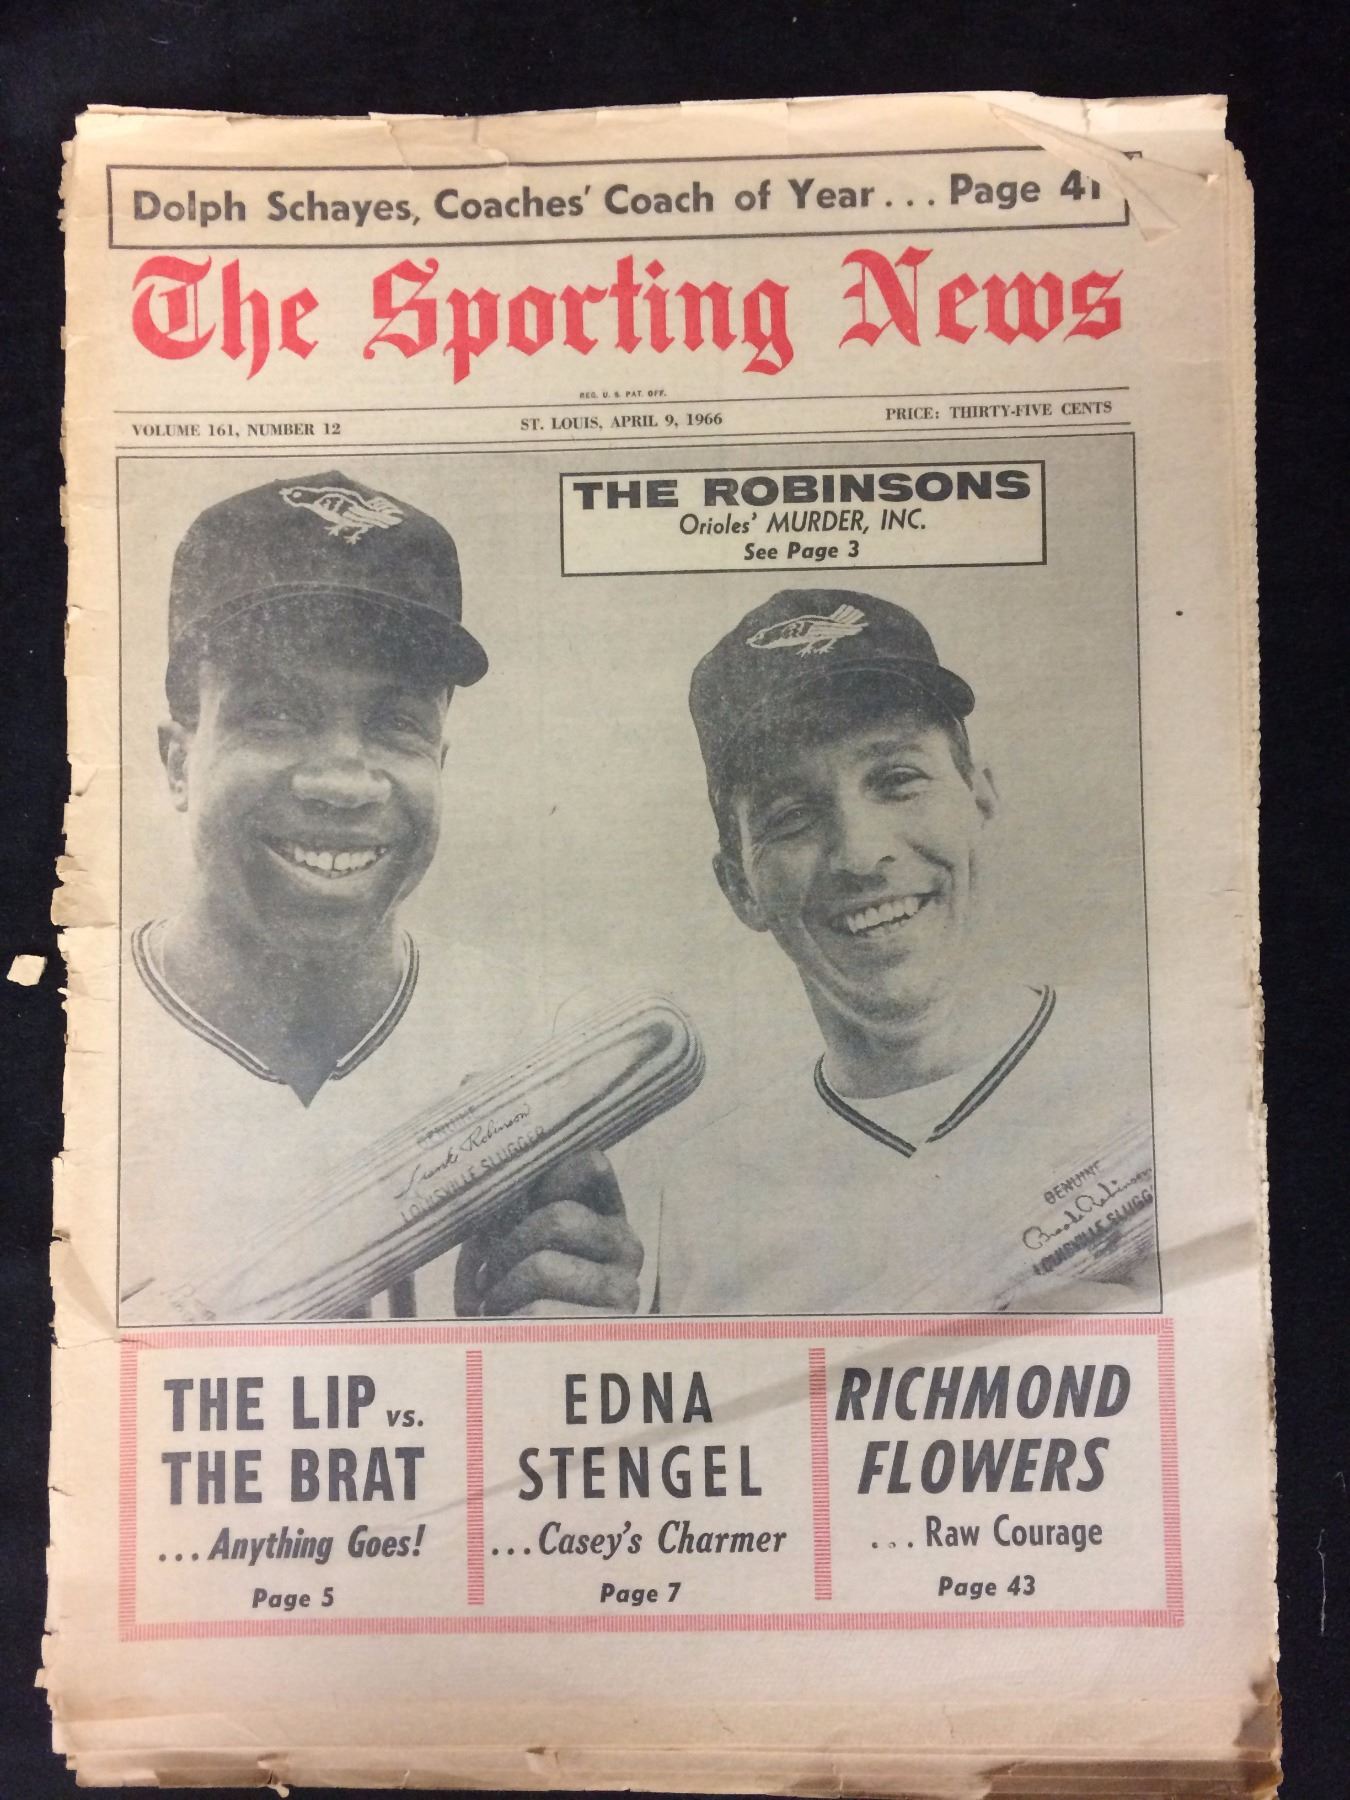 Dolph Schayes, Coaches' Coach of Year... Page 41
The Sporting News
REG. U. S. PAT. OFF.
VOLUME 161, NUMBER 12
ST. LOUIS, APRIL 9, 1966
PRICE: THIRTY-FIVE CENTS
THE ROBINSONS
Orioles' MURDER, INC.
See Page 3
GENUINE
Frank Robinson
LOUISVILLE SLUGGER
GENUINE
Brooks Robinson
LOUISVILLE SLUGG
THE LIP vs.
THE BRAT
...Anything Goes!
Page 5
EDNA
STENGEL
...Casey's Charmer
Page 7
RICHMOND
FLOWERS
... Raw Courage
Page 43